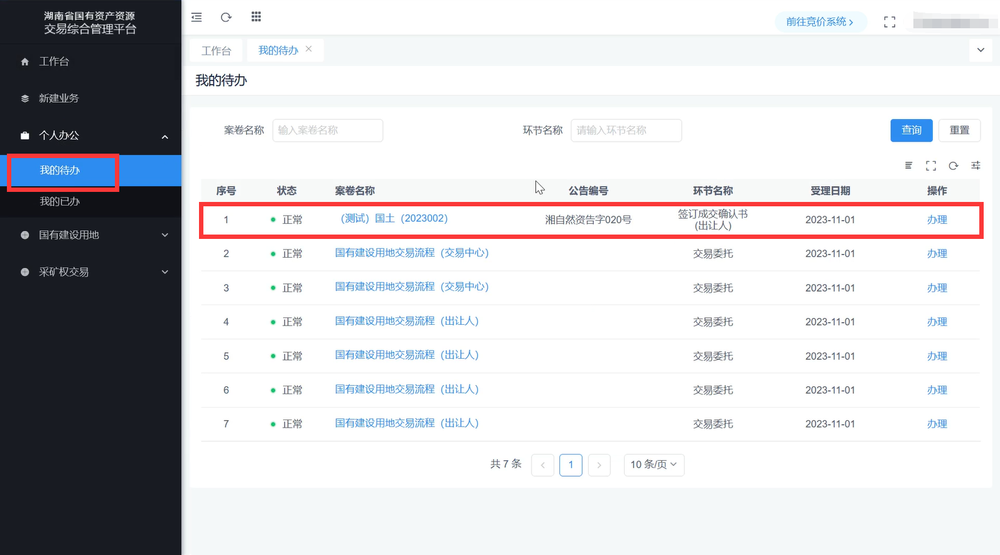 湖南省国有资产资源
交易综合管理平台
工作台
新建业务
个人办公
我的待办
我的已办
国有建设用地
采矿权交易
前往竞价系统
工作台 我的待办
我的待办
案卷名称 输入案卷名称 环节名称 请输入环节名称 查询 重置
序号 状态 案卷名称 公告编号 环节名称 受理日期 操作
1 正常 （测试）国土（2023002） 湘自然资告字020号 签订成交确认书 2023-11-01 办理
(出让人)
2 正常 国有建设用地交易流程（交易中心） 交易委托 2023-11-01 办理
3 正常 国有建设用地交易流程（交易中心） 交易委托 2023-11-01 办理
4 正常 国有建设用地交易流程（出让人） 交易委托 2023-11-01 办理
5 正常 国有建设用地交易流程（出让人） 交易委托 2023-11-01 办理
6 正常 国有建设用地交易流程（出让人） 交易委托 2023-11-01 办理
7 正常 国有建设用地交易流程（出让人） 交易委托 2023-11-01 办理
共 7 条 1 10 条/页